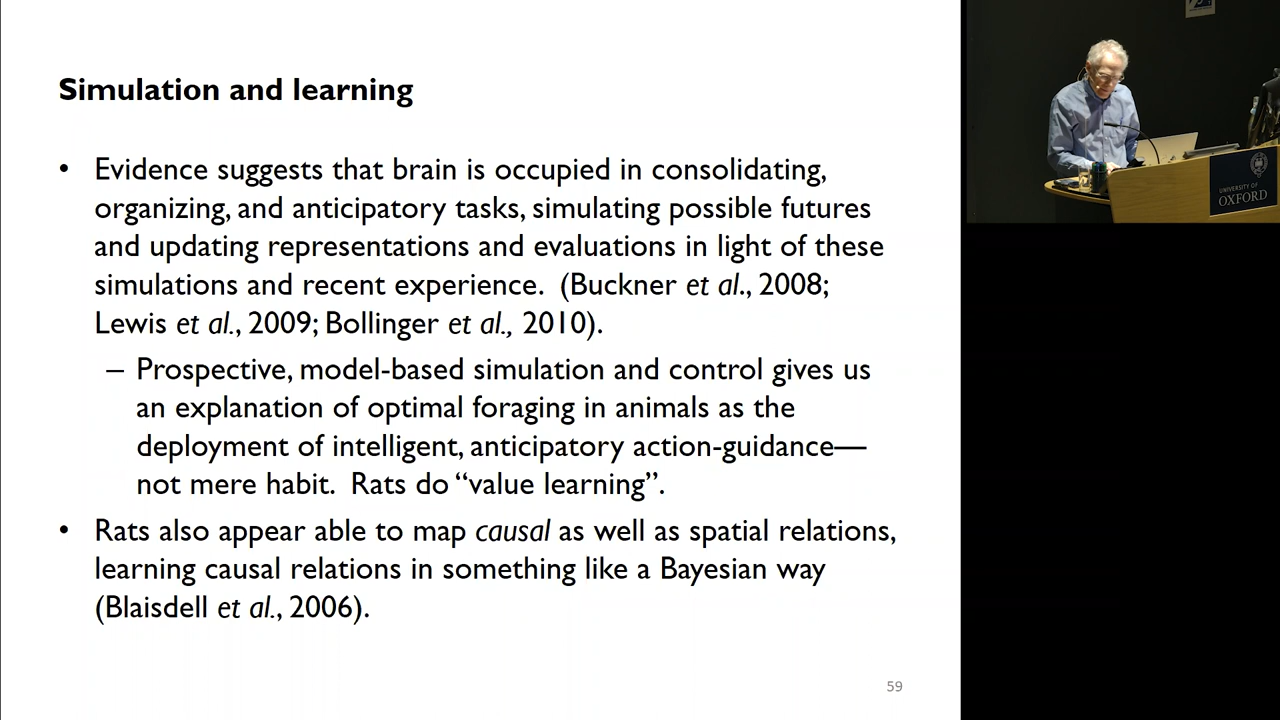 Simulation and learning
• Evidence suggests that brain is occupied in consolidating,
organizing, and anticipatory tasks, simulating possible futures
and updating representations and evaluations in light of these
simulations and recent experience.  (Buckner et al., 2008;
Lewis et al., 2009; Bollinger et al., 2010).
– Prospective, model-based simulation and control gives us
an explanation of optimal foraging in animals as the
deployment of intelligent, anticipatory action-guidance—
not mere habit.  Rats do “value learning”.
• Rats also appear able to map causal as well as spatial relations,
learning causal relations in something like a Bayesian way
(Blaisdell et al., 2006).
59
UNIVERSITY OF
OXFORD